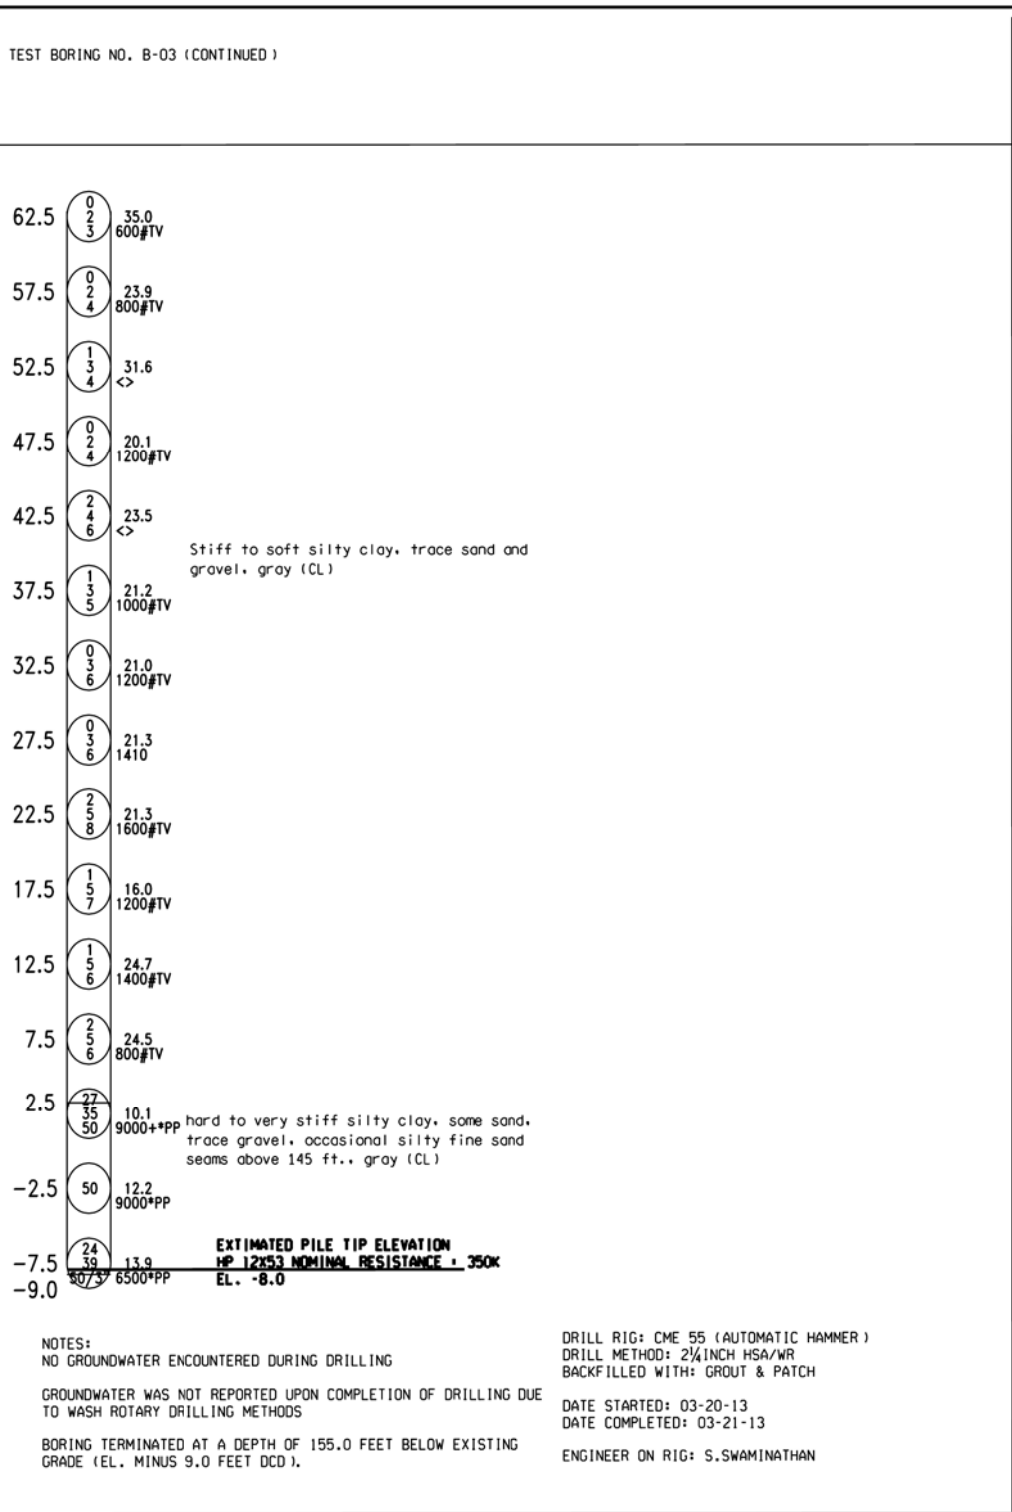 TEST BORING NO. B-03 (CONTINUED)
62.5
0
2
3
35.0
600#TV
57.5
0
2
4
23.9
800#TV
52.5
1
3
4
31.6
<>
47.5
0
2
4
20.1
1200#TV
42.5
2
4
6
23.5
<>
Stiff to soft silty clay, trace sand and
gravel, gray (CL)
37.5
1
3
5
21.2
1000#TV
32.5
0
3
6
21.0
1200#TV
27.5
0
3
6
21.3
1410
22.5
2
5
8
21.3
1600#TV
17.5
1
5
7
16.0
1200#TV
12.5
1
5
6
24.7
1400#TV
7.5
2
5
6
24.5
800#TV
2.5
27
35
50
10.1
9000+*PP
hard to very stiff silty clay, some sand,
trace gravel, occasional silty fine sand
seams above 145 ft., gray (CL)
-2.5
50
12.2
9000*PP
-7.5
24
39
50/3"
13.9
6500*PP
EXTIMATED PILE TIP ELEVATION
HP 12X53 NOMINAL RESISTANCE : 350K
EL. -8.0
-9.0
NOTES:
NO GROUNDWATER ENCOUNTERED DURING DRILLING
GROUNDWATER WAS NOT REPORTED UPON COMPLETION OF DRILLING DUE
TO WASH ROTARY DRILLING METHODS
BORING TERMINATED AT A DEPTH OF 155.0 FEET BELOW EXISTING
GRADE (EL. MINUS 9.0 FEET DCD).
DRILL RIG: CME 55 (AUTOMATIC HAMMER)
DRILL METHOD: 2¼INCH HSA/WR
BACKFILLED WITH: GROUT & PATCH
DATE STARTED: 03-20-13
DATE COMPLETED: 03-21-13
ENGINEER ON RIG: S.SWAMINATHAN